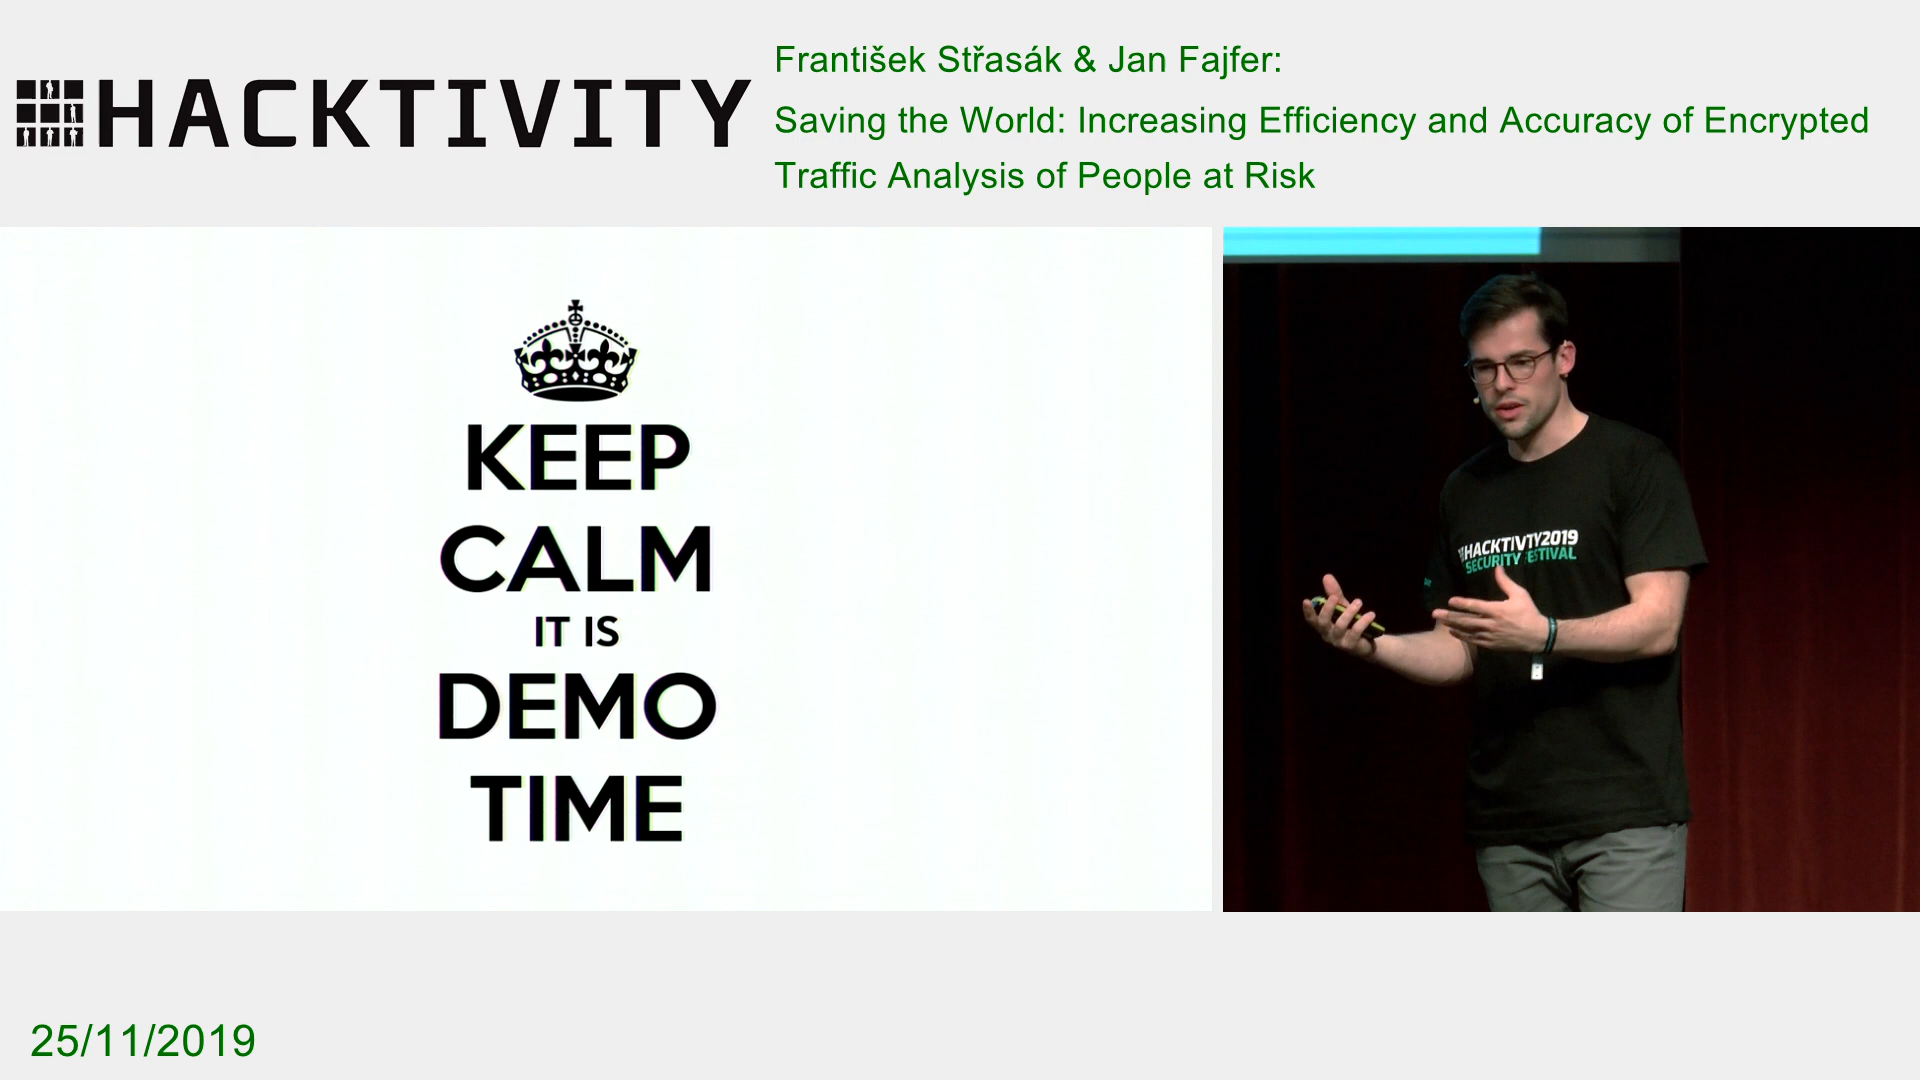 HACKTIVITY
František Střasák & Jan Fajfer:
Saving the World: Increasing Efficiency and Accuracy of Encrypted
Traffic Analysis of People at Risk
KEEP
CALM
IT IS
DEMO
TIME
HACKTIVITY2019
SECURITY FESTIVAL
25/11/2019